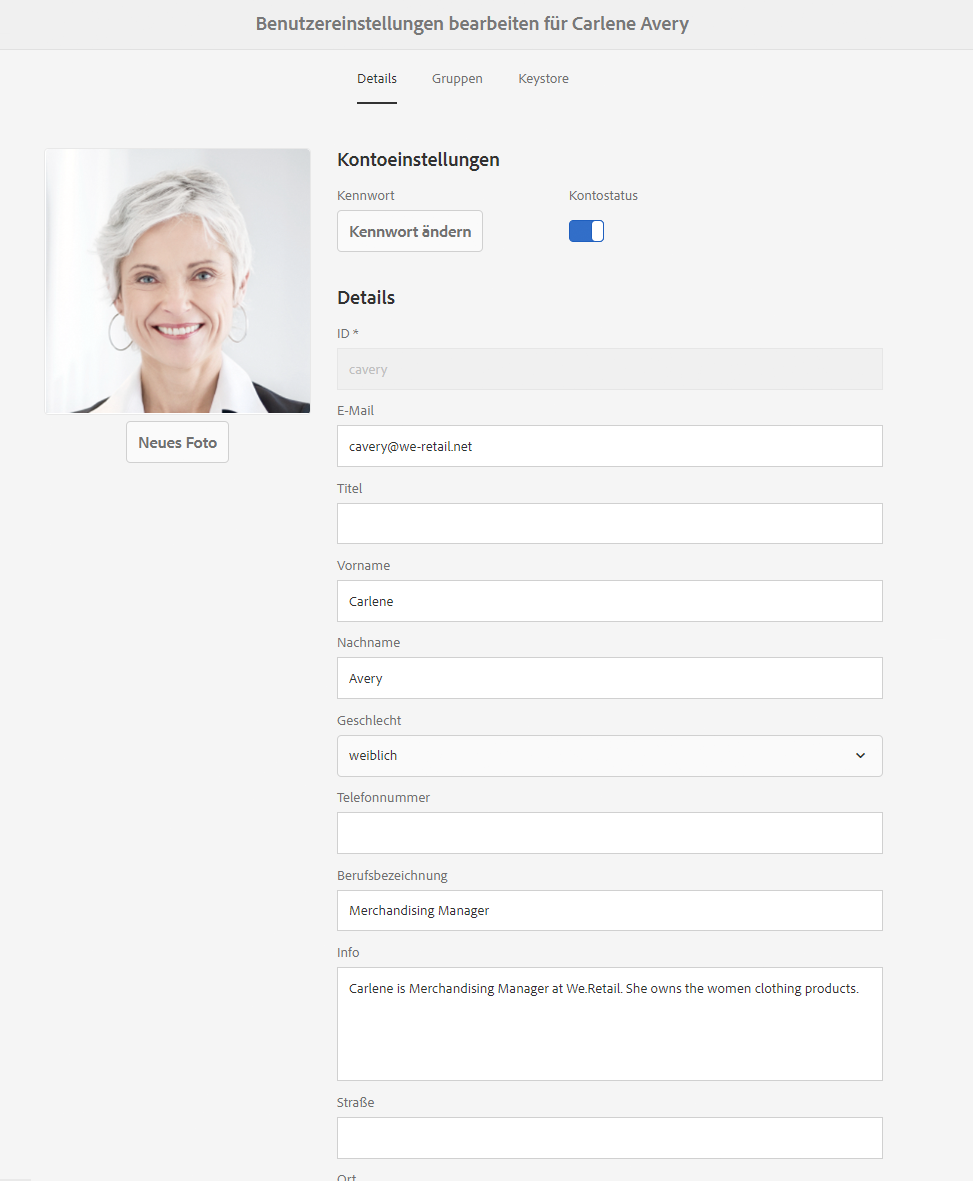 Benutzereinstellungen bearbeiten für Carlene Avery
Details Gruppen Keystore
Kontoeinstellungen
Kennwort Kontostatus
Kennwort ändern
Neues Foto
Details
ID *
cavery
E-Mail
cavery@we-retail.net
Titel
Vorname
Carlene
Nachname
Avery
Geschlecht
weiblich
Telefonnummer
Berufsbezeichnung
Merchandising Manager
Info
Carlene is Merchandising Manager at We.Retail. She owns the women clothing products.
Straße
Ort